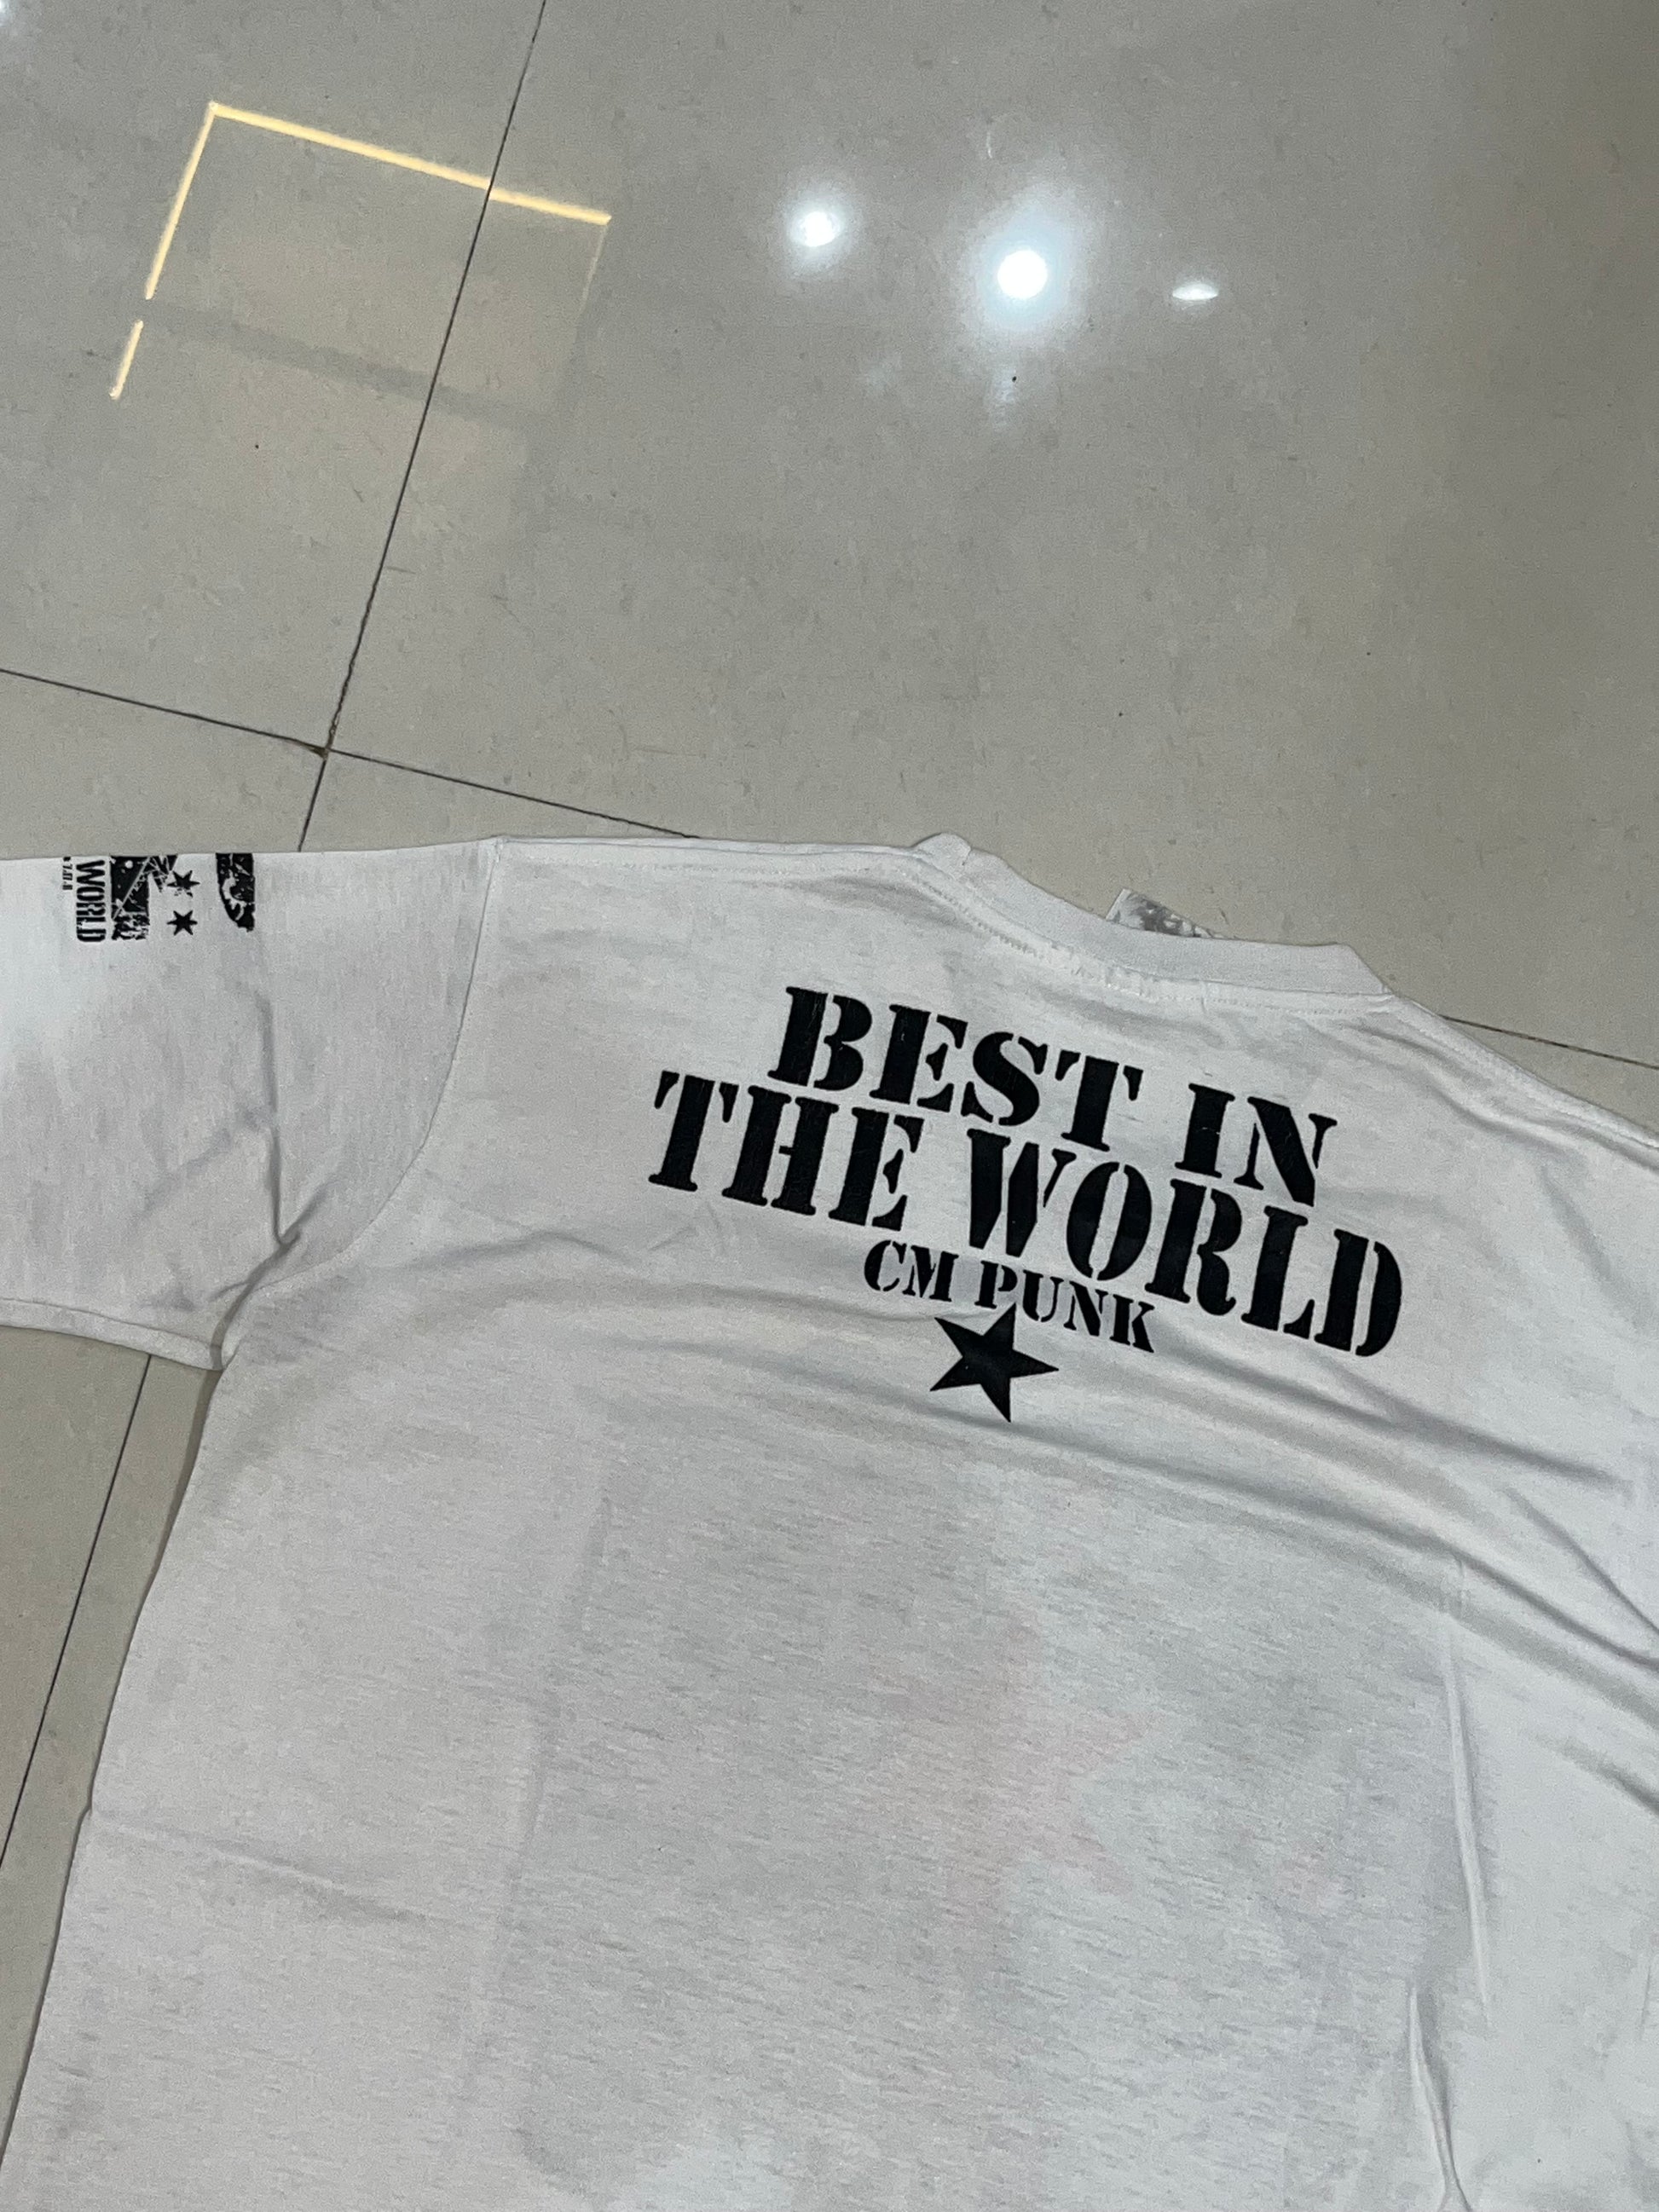 BEST IN
THE WORLD
CM PUNK
WORLD